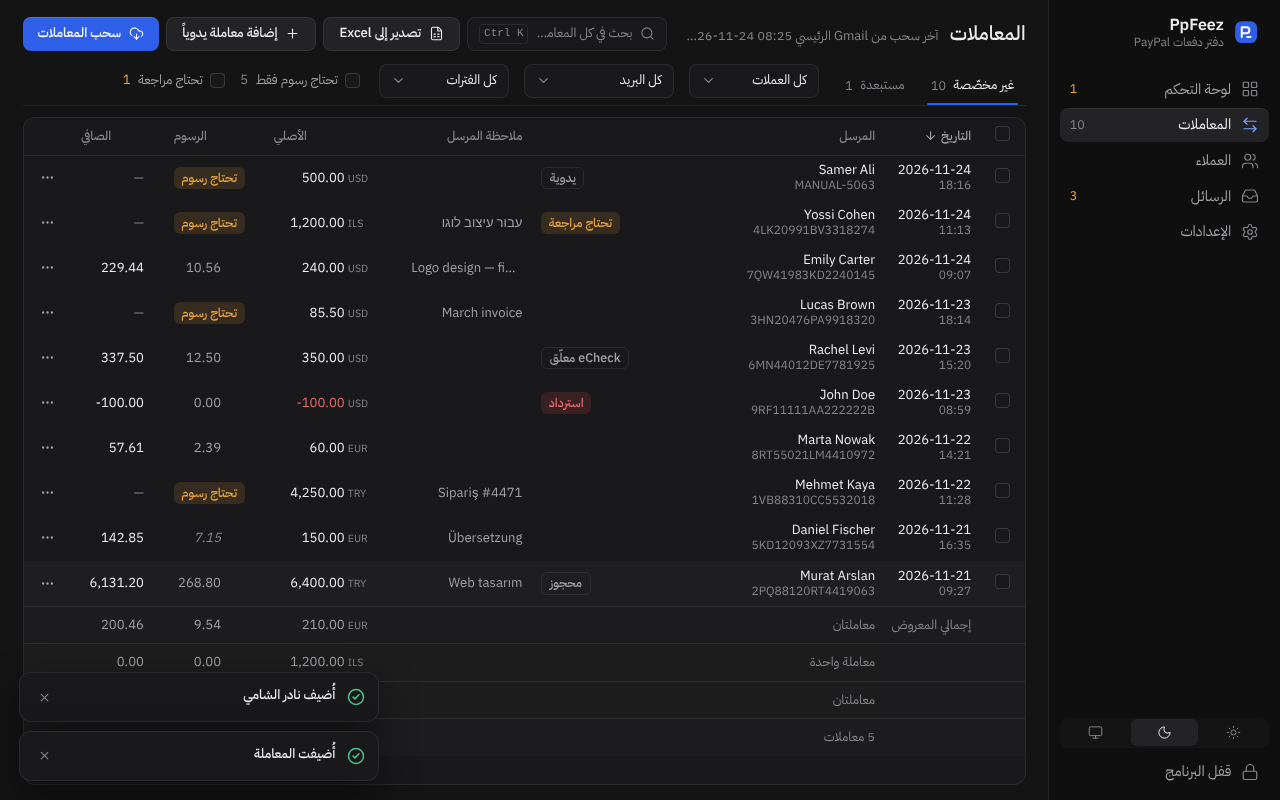 PpFeez
دفتر دفعات PayPal
لوحة التحكم 1
المعاملات 10
العملاء
الرسائل 3
الإعدادات
قفل البرنامج
المعاملات آخر سحب من Gmail الرئيسي 08:25 24-11-26...
بحث في كل المعام... Ctrl K
تصدير إلى Excel
إضافة معاملة يدوياً
سحب المعاملات
غير مخصّصة 10 مستبعدة 1
كل العملات كل البريد كل الفترات
تحتاج رسوم فقط 5 تحتاج مراجعة 1
التاريخ المرسل ملاحظة المرسل الأصلي الرسوم الصافي
2026-11-24 Samer Ali يدوية 500.00 USD تحتاج رسوم —
18:16 MANUAL-5063
2026-11-24 Yossi Cohen تحتاج مراجعة עבור עיצוב לוגו 1,200.00 ILS تحتاج رسوم —
11:13 4LK20991BV3318274
2026-11-24 Emily Carter Logo design — fi... 240.00 USD 10.56 229.44
09:07 7QW41983KD2240145
2026-11-23 Lucas Brown March invoice 85.50 USD تحتاج رسوم —
18:14 3HN20476PA9918320
2026-11-23 Rachel Levi eCheck معلّق 350.00 USD 12.50 337.50
15:20 6MN44012DE7781925
2026-11-23 John Doe استرداد -100.00 USD 0.00 -100.00
08:59 9RF11111AA222222B
2026-11-22 Marta Nowak 60.00 EUR 2.39 57.61
14:21 8RT55021LM4410972
2026-11-22 Mehmet Kaya Sipariş #4471 4,250.00 TRY تحتاج رسوم —
11:28 1VB88310CC5532018
2026-11-21 Daniel Fischer Übersetzung 150.00 EUR 7.15 142.85
16:35 5KD12093XZ7731554
2026-11-21 Murat Arslan محجوز Web tasarım 6,400.00 TRY 268.80 6,131.20
09:27 2PQ88120RT4419063
إجمالي المعروض معاملتان 210.00 EUR 9.54 200.46
معاملة واحدة 1,200.00 ILS 0.00 0.00
معاملتان
5 معاملات
أُضيف نادر الشامي
أُضيفت المعاملة